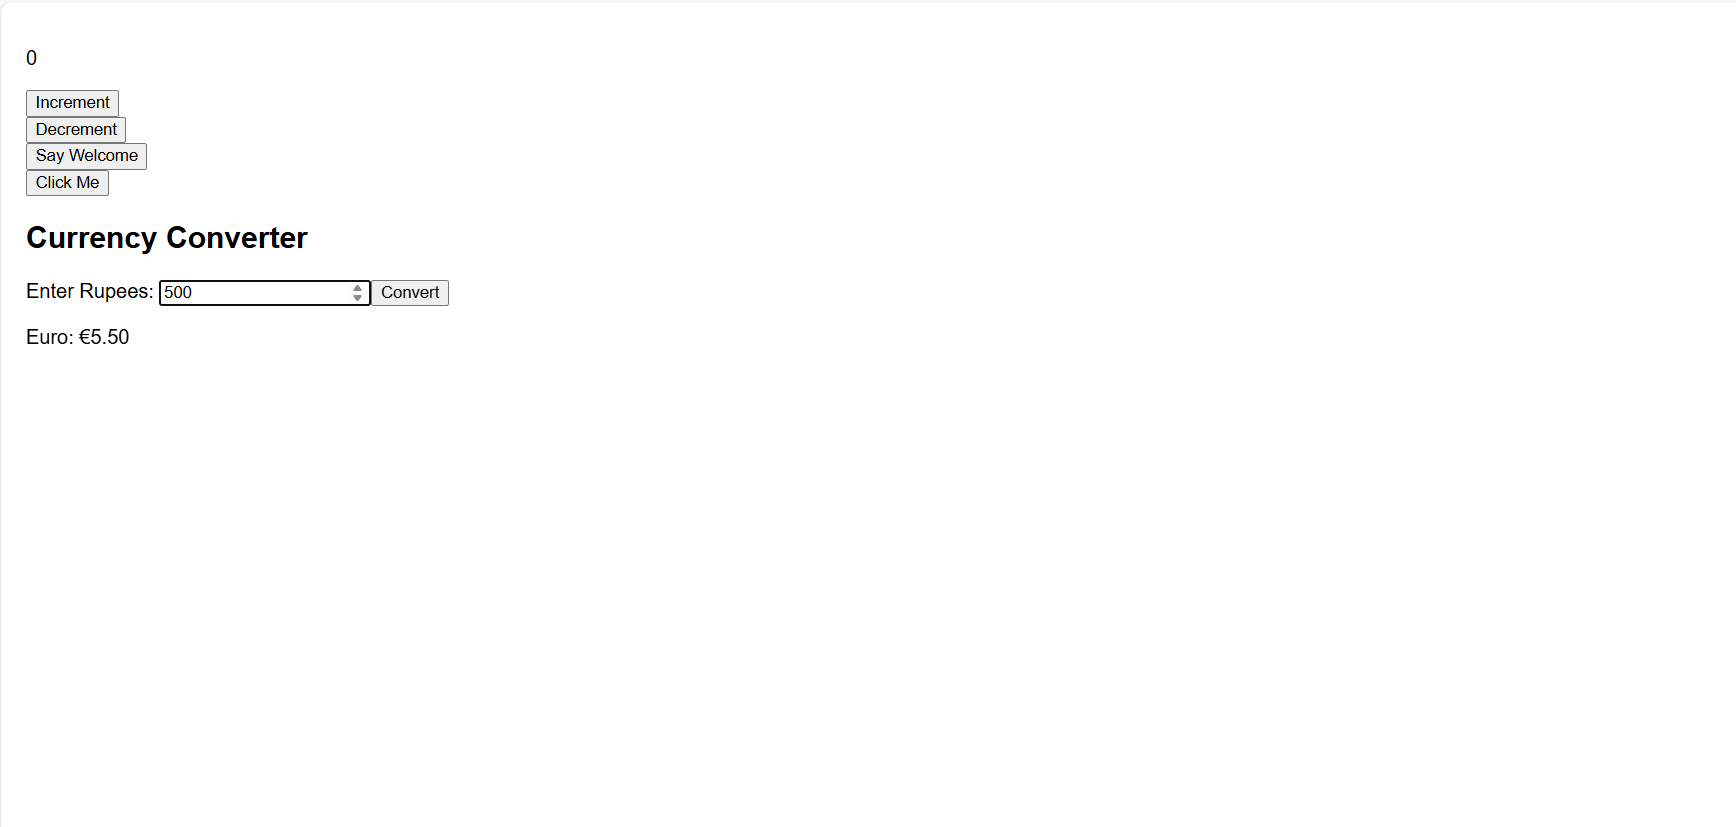 0
Increment
Decrement
Say Welcome
Click Me
Currency Converter
Enter Rupees: 500 Convert
Euro: €5.50